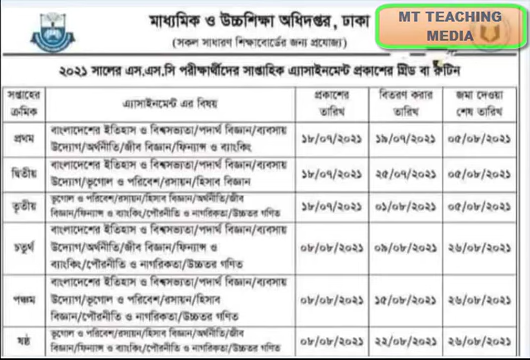 মাধ্যমিক ও উচ্চশিক্ষা অধিদপ্তর, ঢাকা
MT TEACHING
MEDIA
(সকল সাধারণ শিক্ষাবোর্ডের জন্য প্রযোজ্য)
২০২১ সালের এস.এস.সি পরীক্ষার্থীদের সাপ্তাহিক এ্যাসাইনমেন্ট প্রকাশের গ্রিড বা রুটিন
সপ্তাহের ক্রমিক এ্যাসাইনমেন্ট এর বিষয় প্রকাশের তারিখ বিতরণ করার তারিখ জমা দেওয়া শেষ তারিখ
প্রথম বাংলাদেশের ইতিহাস ও বিশ্বসভ্যতা/পদার্থ বিজ্ঞান/ব্যবসায়
উদ্যোগ/অর্থনীতি/জীব বিজ্ঞান/ফিন্যান্স ও ব্যাংকিং ১৮/০৭/২০২১ ১৯/০৭/২০২১ ০৫/০৮/২০২১
দ্বিতীয় বাংলাদেশের ইতিহাস ও বিশ্বসভ্যতা/পদার্থ বিজ্ঞান/ব্যবসায়
উদ্যোগ/ভূগোল ও পরিবেশ/রসায়ন/হিসাব বিজ্ঞান ১৮/০৭/২০২১ ২৫/০৭/২০২১ ০৫/০৮/২০২১
তৃতীয় ভূগোল ও পরিবেশ/রসায়ন/হিসাব বিজ্ঞান/অর্থনীতি/জীব
বিজ্ঞান/ফিন্যান্স ও ব্যাংকিং/পৌরনীতি ও নাগরিকতা/উচ্চতর গণিত ১৮/০৭/২০২১ ০১/০৮/২০২১ ০৫/০৮/২০২১
চতুর্থ বাংলাদেশের ইতিহাস ও বিশ্বসভ্যতা/পদার্থ বিজ্ঞান/ব্যবসায়
উদ্যোগ/অর্থনীতি/জীব বিজ্ঞান/ফিন্যান্স ও
ব্যাংকিং/পৌরনীতি ও নাগরিকতা/উচ্চতর গণিত ০৮/০৮/২০২১ ০৯/০৮/২০২১ ২৬/০৮/২০২১
পঞ্চম বাংলাদেশের ইতিহাস ও বিশ্বসভ্যতা/পদার্থ বিজ্ঞান/ব্যবসায়
উদ্যোগ/ভূগোল ও পরিবেশ/রসায়ন/হিসাব
বিজ্ঞান/পৌরনীতি ও নাগরিকতা/উচ্চতর গণিত ০৮/০৮/২০২১ ১৫/০৮/২০২১ ২৬/০৮/২০২১
ষষ্ঠ ভূগোল ও পরিবেশ/রসায়ন/হিসাব বিজ্ঞান/অর্থনীতি/জীব
বিজ্ঞান/ফিন্যান্স ও ব্যাংকিং/পৌরনীতি ও নাগরিকতা/উচ্চতর গণিত ০৮/০৮/২০২১ ২২/০৮/২০২১ ২৬/০৮/২০২১